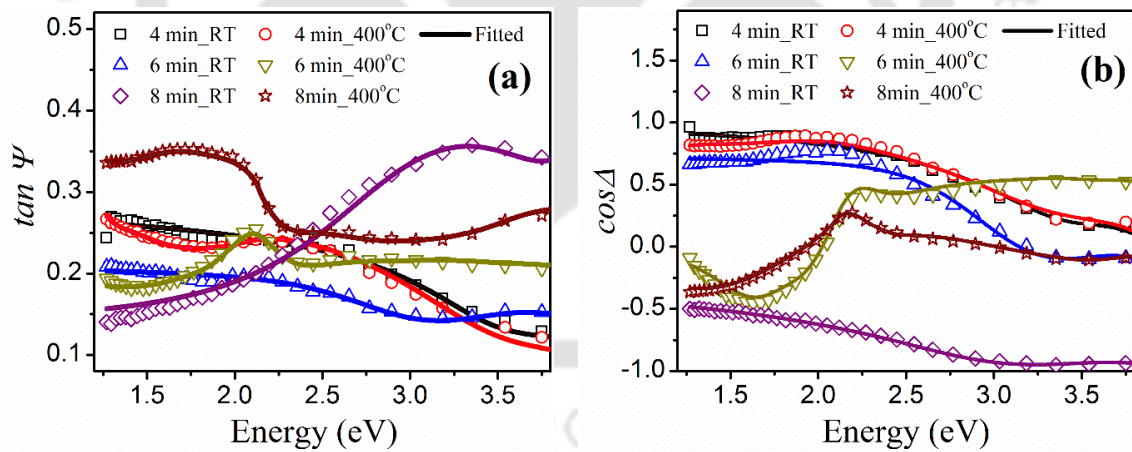 0.5
0.4
0.3
0.2
0.1
tan Ψ
4 min_RT 4 min_400°C Fitted
6 min_RT 6 min_400°C
8 min_RT 8min_400°C
(a)
1.5 2.0 2.5 3.0 3.5
Energy (eV)
1.5
1.0
0.5
0.0
-0.5
-1.0
cosΔ
4 min_RT 4 min_400°C Fitted
6 min_RT 6 min_400°C
8 min_RT 8min_400°C
(b)
1.5 2.0 2.5 3.0 3.5
Energy (eV)